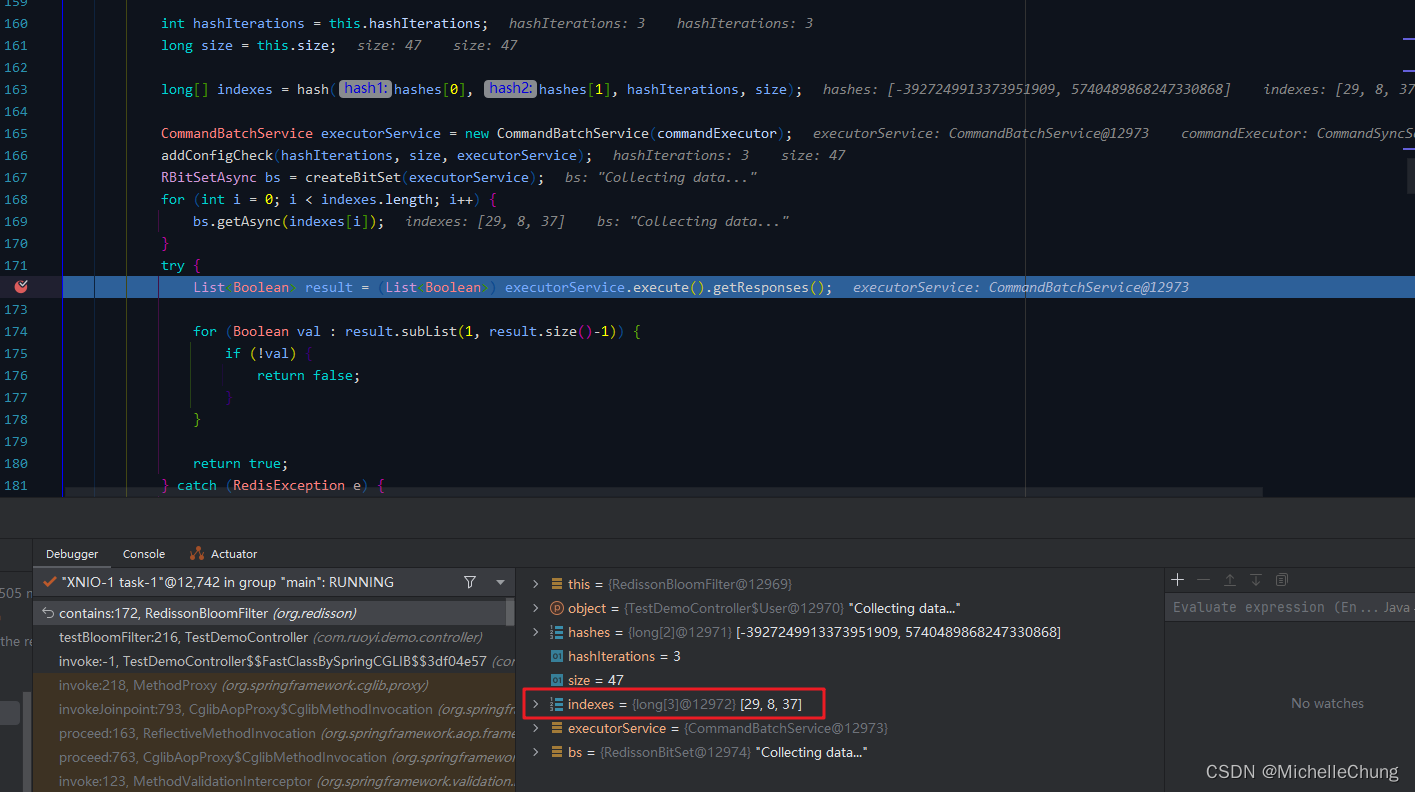 159
160 int hashIterations = this.hashIterations; hashIterations: 3 hashIterations: 3
161 long size = this.size; size: 47 size: 47
162
163 long[] indexes = hash( hash1: hashes[0], hash2: hashes[1], hashIterations, size); hashes: [-3927249913373951909, 5740489868247330868] indexes: [29, 8, 37
164
165 CommandBatchService executorService = new CommandBatchService(commandExecutor); executorService: CommandBatchService@12973 commandExecutor: CommandSyncSe
166 addConfigCheck(hashIterations, size, executorService); hashIterations: 3 size: 47
167 RBitSetAsync bs = createBitSet(executorService); bs: "Collecting data..."
168 for (int i = 0; i < indexes.length; i++) {
169 bs.getAsync(indexes[i]); indexes: [29, 8, 37] bs: "Collecting data..."
170 }
171 try {
List<Boolean> result = (List<Boolean>) executorService.execute().getResponses(); executorService: CommandBatchService@12973
173
174 for (Boolean val : result.subList(1, result.size()-1)) {
175 if (!val) {
176 return false;
177 }
178 }
179
180 return true;
181 } catch (RedisException e) {
Debugger Console Actuator
505 m
"XNIO-1 task-1"@12,742 in group "main": RUNNING
the re
contains:172, RedissonBloomFilter (org.redisson)
testBloomFilter:216, TestDemoController (com.ruoyi.demo.controller)
invoke:-1, TestDemoController$$FastClassBySpringCGLIB$$3df04e57 (co
invoke:218, MethodProxy (org.springframework.cglib.proxy)
invokeJoinpoint:793, CglibAopProxy$CglibMethodInvocation (org.spring
proceed:163, ReflectiveMethodInvocation (org.springframework.aop.frame
proceed:763, CglibAopProxy$CglibMethodInvocation (org.springframewo
invoke:123, MethodValidationInterceptor (org.springframework.validation.
this = {RedissonBloomFilter@12969}
object = {TestDemoController$User@12970} "Collecting data..."
hashes = {long[2]@12971} [-3927249913373951909, 5740489868247330868]
hashIterations = 3
size = 47
indexes = {long[3]@12972} [29, 8, 37]
executorService = {CommandBatchService@12973}
bs = {RedissonBitSet@12974} "Collecting data..."
Evaluate expression (En... Java
No watches
CSDN @MichelleChung